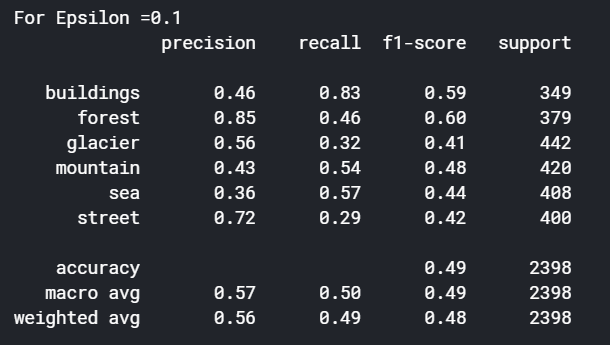 For Epsilon =0.1
precision recall f1-score support
buildings 0.46 0.83 0.59 349
forest 0.85 0.46 0.60 379
glacier 0.56 0.32 0.41 442
mountain 0.43 0.54 0.48 420
sea 0.36 0.57 0.44 408
street 0.72 0.29 0.42 400
accuracy 0.49 2398
macro avg 0.57 0.50 0.49 2398
weighted avg 0.56 0.49 0.48 2398